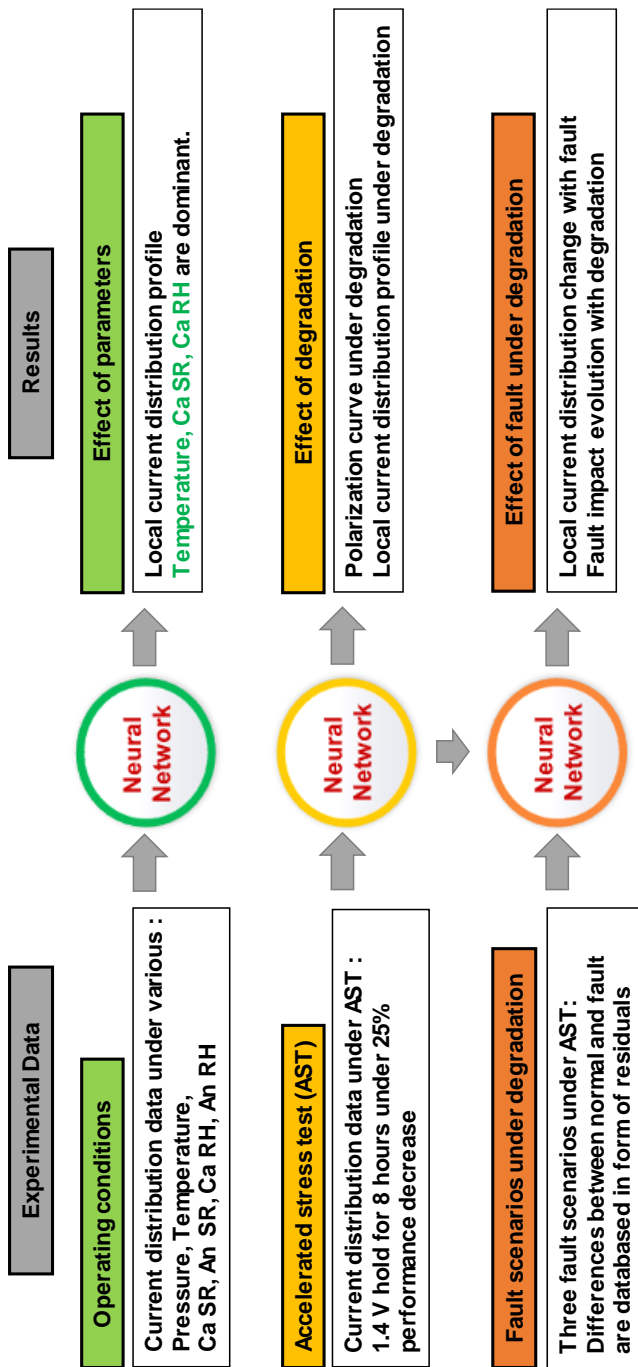 Experimental Data
Results
Operating conditions
Current distribution data under various :
Pressure, Temperature,
Ca SR, An SR, Ca RH, An RH
Neural
Network
Effect of parameters
Local current distribution profile
Temperature, Ca SR, Ca RH are dominant.
Accelerated stress test (AST)
Current distribution data under AST :
1.4 V hold for 8 hours under 25%
performance decrease
Neural
Network
Effect of degradation
Polarization curve under degradation
Local current distribution profile under degradation
Fault scenarios under degradation
Three fault scenarios under AST:
Differences between normal and fault
are databased in form of residuals
Neural
Network
Effect of fault under degradation
Local current distribution change with fault
Fault impact evolution with degradation